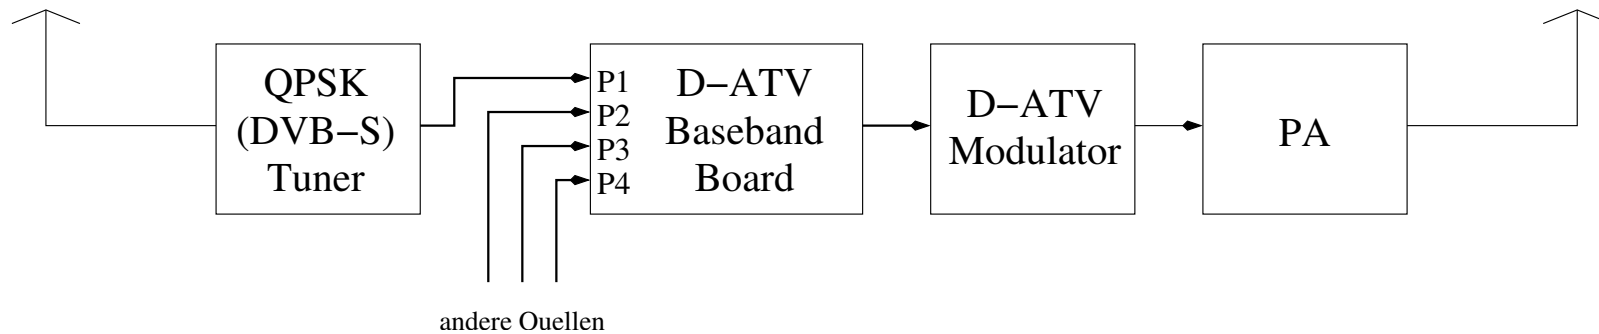 QPSK
(DVB−S)
Tuner
P1
P2
P3
P4
D−ATV
Baseband
Board
D−ATV
Modulator
PA
andere Quellen